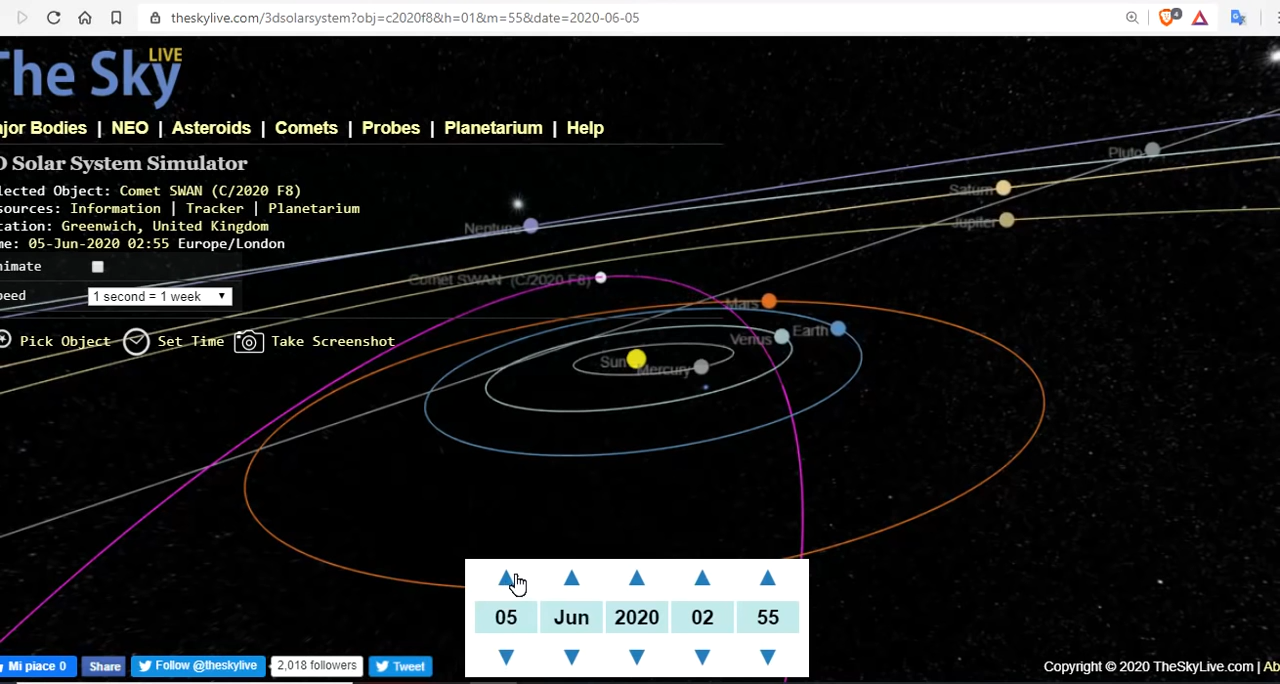 theskylive.com/3dsolarsystem?obj=c2020f8&h=01&m=55&date=2020-06-05
4
The Sky LIVE
jor Bodies | NEO | Asteroids | Comets | Probes | Planetarium | Help
D Solar System Simulator
lected Object: Comet SWAN (C/2020 F8)
sources: Information | Tracker | Planetarium
cation: Greenwich, United Kingdom
me: 05-Jun-2020 02:55 Europe/London
nimate
eed 1 second = 1 week
Pick Object Set Time Take Screenshot
Pluto
Saturn
Jupiter
Neptune
Comet SWAN (C/2020 F8)
Mars
Earth
Venus
Sun
Mercury
05 Jun 2020 02 55
Mi piace 0 Share Follow @theskylive 2,018 followers Tweet
Copyright © 2020 TheSkyLive.com | Ab